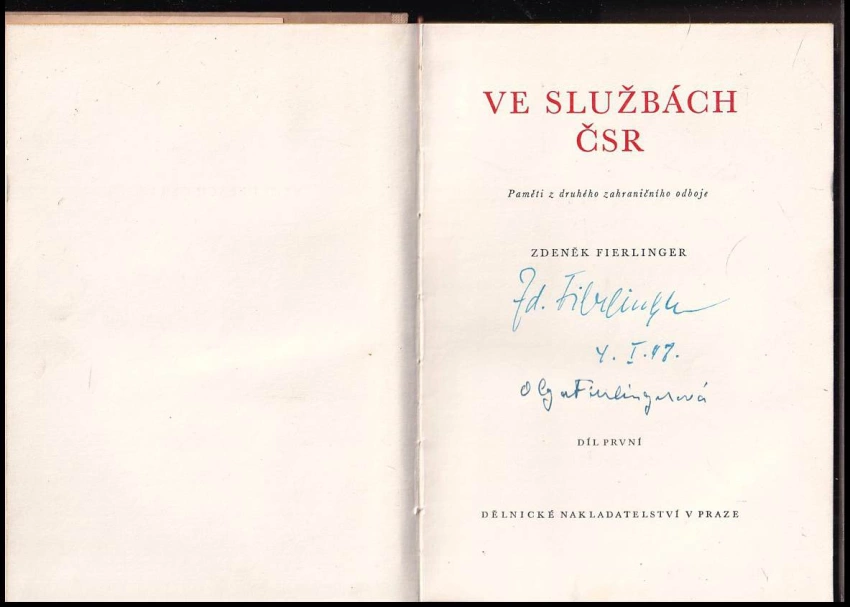 VE SLUŽBÁCH
ČSR
Paměti z druhého zahraničního odboje
ZDENĚK FIERLINGER
Zd. Fierlinger
4. I. 47.
Olga Fierlingerová
DÍL PRVNÍ
DĚLNICKÉ NAKLADATELSTVÍ V PRAZE